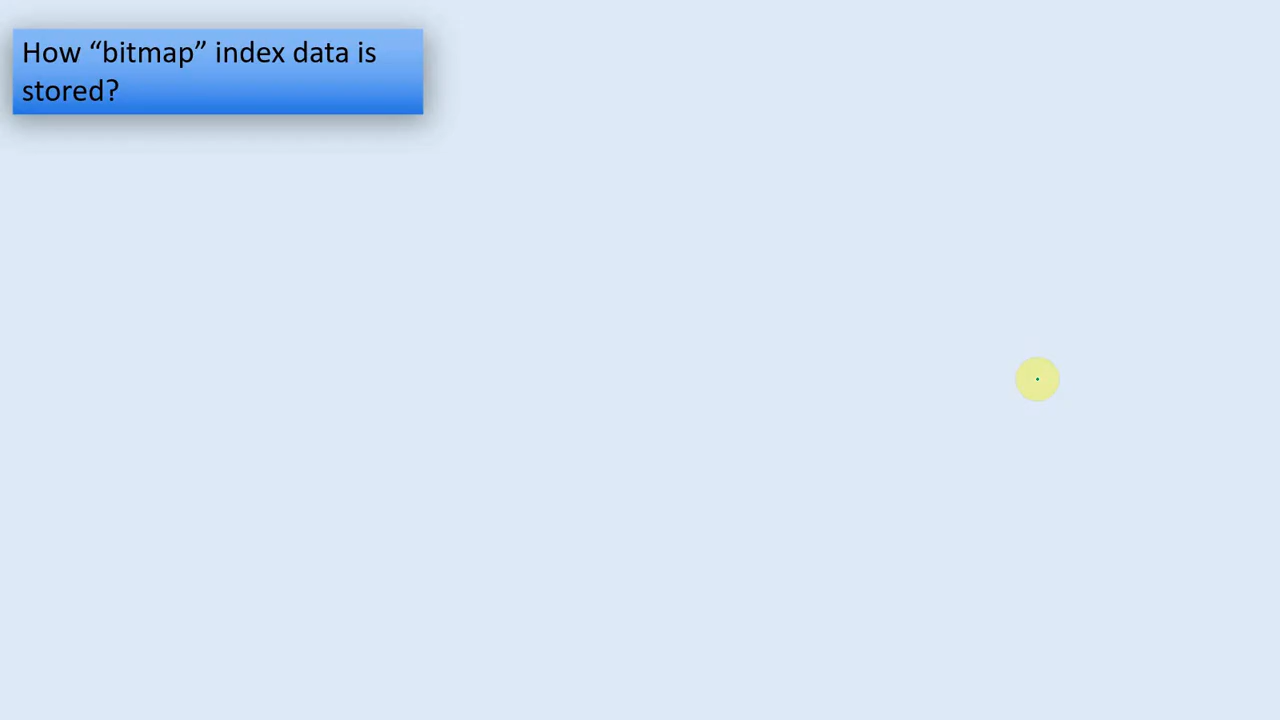 How “bitmap” index data is
stored?